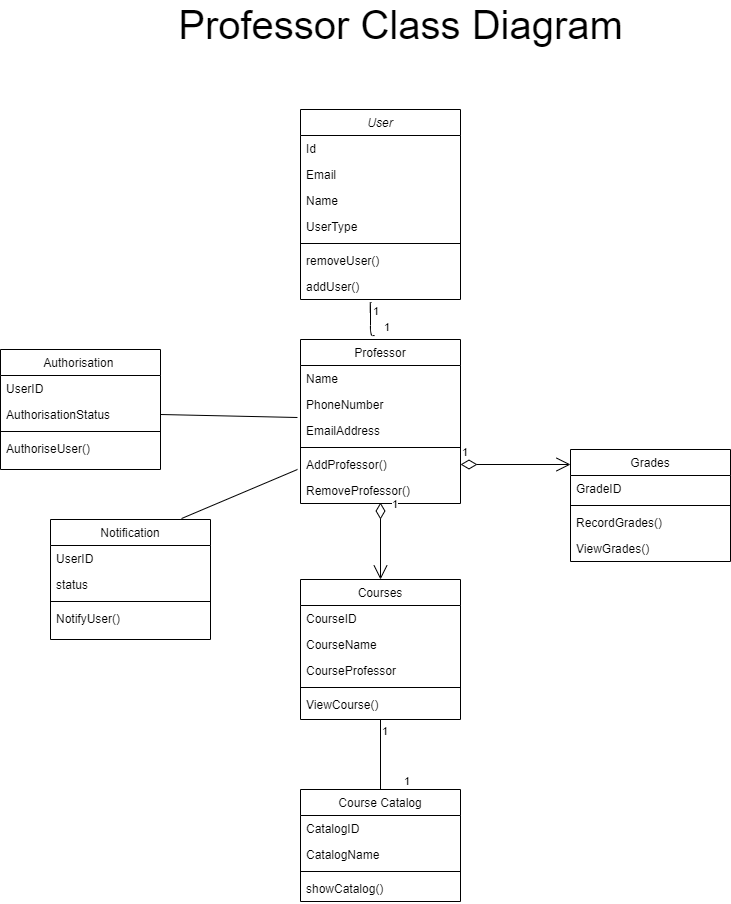 Professor Class Diagram
User
Id
Email
Name
UserType
removeUser()
addUser()
1
1
Professor
Name
PhoneNumber
EmailAddress
AddProfessor()
RemoveProfessor()
1
1
Authorisation
UserID
AuthorisationStatus
AuthoriseUser()
Grades
GradeID
RecordGrades()
ViewGrades()
Notification
UserID
status
NotifyUser()
Courses
CourseID
CourseName
CourseProfessor
ViewCourse()
1
1
Course Catalog
CatalogID
CatalogName
showCatalog()